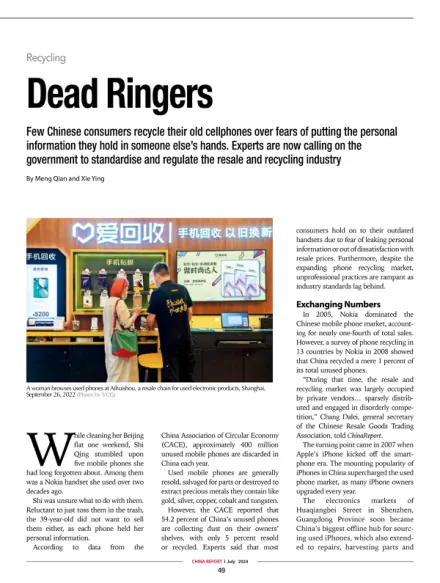 Recycling
Dead Ringers
Few Chinese consumers recycle their old cellphones over fears of putting the personal
information they hold in someone else's hands. Experts are now calling on the
government to standardise and regulate the resale and recycling industry
By Meng Qian and Xie Ying
爱回收
手机回收 以旧换新
手机回收
手机贴膜
做时尚达人
A woman browses used phones at Aihuishou, a resale chain for used electronic products, Shanghai,
September 26, 2022 (Photo by VCG)
While cleaning her Beijing
flat one weekend, Shi
Qing stumbled upon
five mobile phones she
had long forgotten about. Among them
was a Nokia handset she used over two
decades ago.
Shi was unsure what to do with them.
Reluctant to just toss them in the trash,
the 39-year-old did not want to sell
them either, as each phone held her
personal information.
According to data from the
China Association of Circular Economy
(CACE), approximately 400 million
unused mobile phones are discarded in
China each year.
Used mobile phones are generally
resold, salvaged for parts or destroyed to
extract precious metals they contain like
gold, silver, copper, cobalt and tungsten.
However, the CACE reported that
54.2 percent of China's unused phones
are collecting dust on their owners'
shelves, with only 5 percent resold
or recycled. Experts said that most
consumers hold on to their outdated
handsets due to fear of leaking personal
information or out of dissatisfaction with
resale prices. Furthermore, despite the
expanding phone recycling market,
unprofessional practices are rampant as
industry standards lag behind.
Exchanging Numbers
In 2005, Nokia dominated the
Chinese mobile phone market, account-
ing for nearly one-fourth of total sales.
However, a survey of phone recycling in
13 countries by Nokia in 2008 showed
that China recycled a mere 1 percent of
its total unused phones.
"During that time, the resale and
recycling market was largely occupied
by private vendors… sparsely distrib-
uted and engaged in disorderly compe-
tition," Chang Dalei, general secretary
of the Chinese Resale Goods Trading
Association, told ChinaReport.
The turning point came in 2007 when
Apple's iPhone kicked off the smart-
phone era. The mounting popularity of
iPhones in China supercharged the used
phone market, as many iPhone owners
upgraded every year.
The electronics markets of
Huaqiangbei Street in Shenzhen,
Guangdong Province soon became
China's biggest offline hub for sourc-
ing used iPhones, which also extend-
ed to repairs, harvesting parts and
CHINA REPORT I July 2024
49